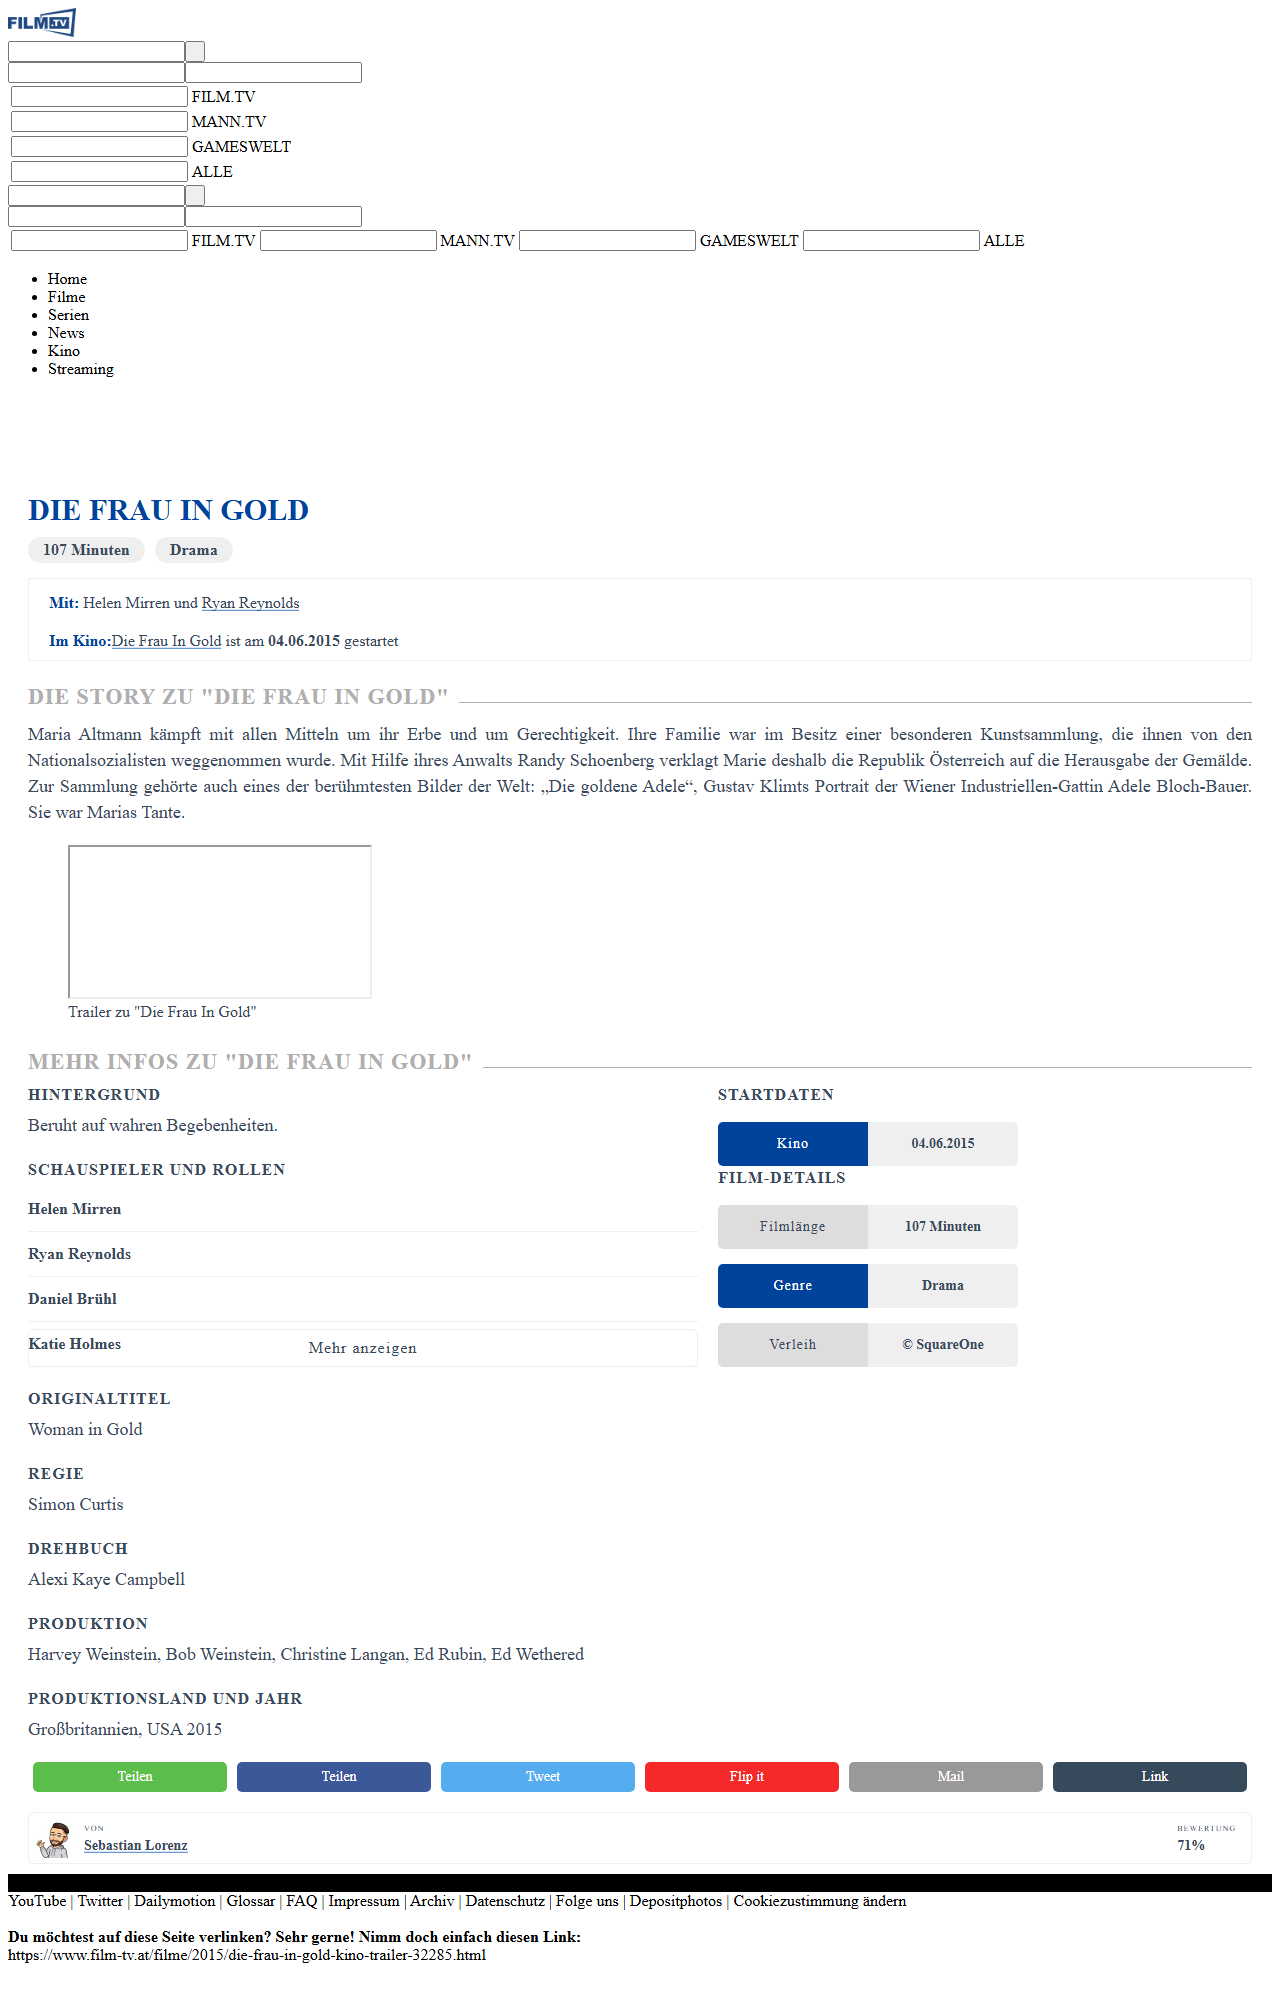 FILM.TV
FILM.TV
MANN.TV
GAMESWELT
ALLE
FILM.TV MANN.TV GAMESWELT ALLE
Home
Filme
Serien
News
Kino
Streaming
DIE FRAU IN GOLD
107 Minuten Drama
Mit: Helen Mirren und Ryan Reynolds
Im Kino:Die Frau In Gold ist am 04.06.2015 gestartet
DIE STORY ZU "DIE FRAU IN GOLD"
Maria Altmann kämpft mit allen Mitteln um ihr Erbe und um Gerechtigkeit. Ihre Familie war im Besitz einer besonderen Kunstsammlung, die ihnen von den
Nationalsozialisten weggenommen wurde. Mit Hilfe ihres Anwalts Randy Schoenberg verklagt Marie deshalb die Republik Österreich auf die Herausgabe der Gemälde.
Zur Sammlung gehörte auch eines der berühmtesten Bilder der Welt: „Die goldene Adele“, Gustav Klimts Portrait der Wiener Industriellen-Gattin Adele Bloch-Bauer.
Sie war Marias Tante.
Trailer zu "Die Frau In Gold"
MEHR INFOS ZU "DIE FRAU IN GOLD"
HINTERGRUND
Beruht auf wahren Begebenheiten.
SCHAUSPIELER UND ROLLEN
Helen Mirren
Ryan Reynolds
Daniel Brühl
Katie Holmes
Mehr anzeigen
ORIGINALTITEL
Woman in Gold
REGIE
Simon Curtis
DREHBUCH
Alexi Kaye Campbell
PRODUKTION
Harvey Weinstein, Bob Weinstein, Christine Langan, Ed Rubin, Ed Wethered
PRODUKTIONSLAND UND JAHR
Großbritannien, USA 2015
STARTDATEN
Kino 04.06.2015
FILM-DETAILS
Filmlänge 107 Minuten
Genre Drama
Verleih © SquareOne
Teilen Teilen Tweet Flip it Mail Link
VON
Sebastian Lorenz
BEWERTUNG
71%
YouTube | Twitter | Dailymotion | Glossar | FAQ | Impressum | Archiv | Datenschutz | Folge uns | Depositphotos | Cookiezustimmung ändern
Du möchtest auf diese Seite verlinken? Sehr gerne! Nimm doch einfach diesen Link:
https://www.film-tv.at/filme/2015/die-frau-in-gold-kino-trailer-32285.html